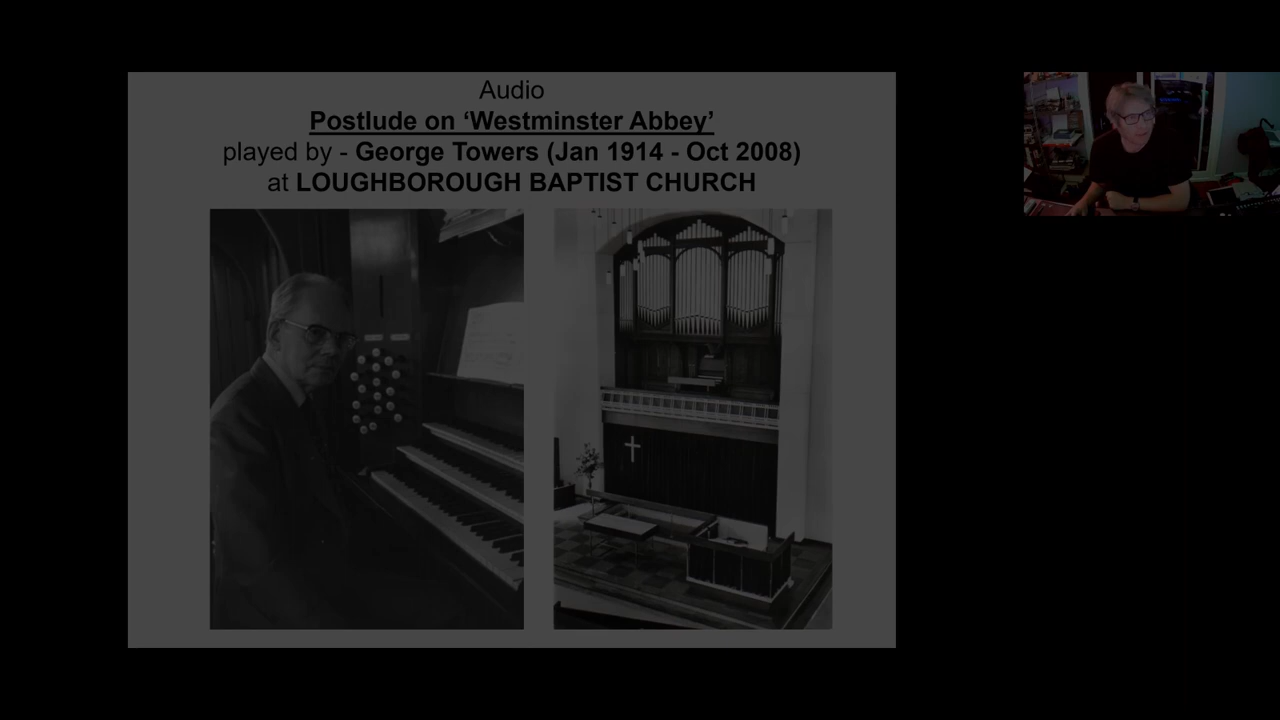 Audio
Postlude on ‘Westminster Abbey’
played by - George Towers (Jan 1914 - Oct 2008)
at LOUGHBOROUGH BAPTIST CHURCH